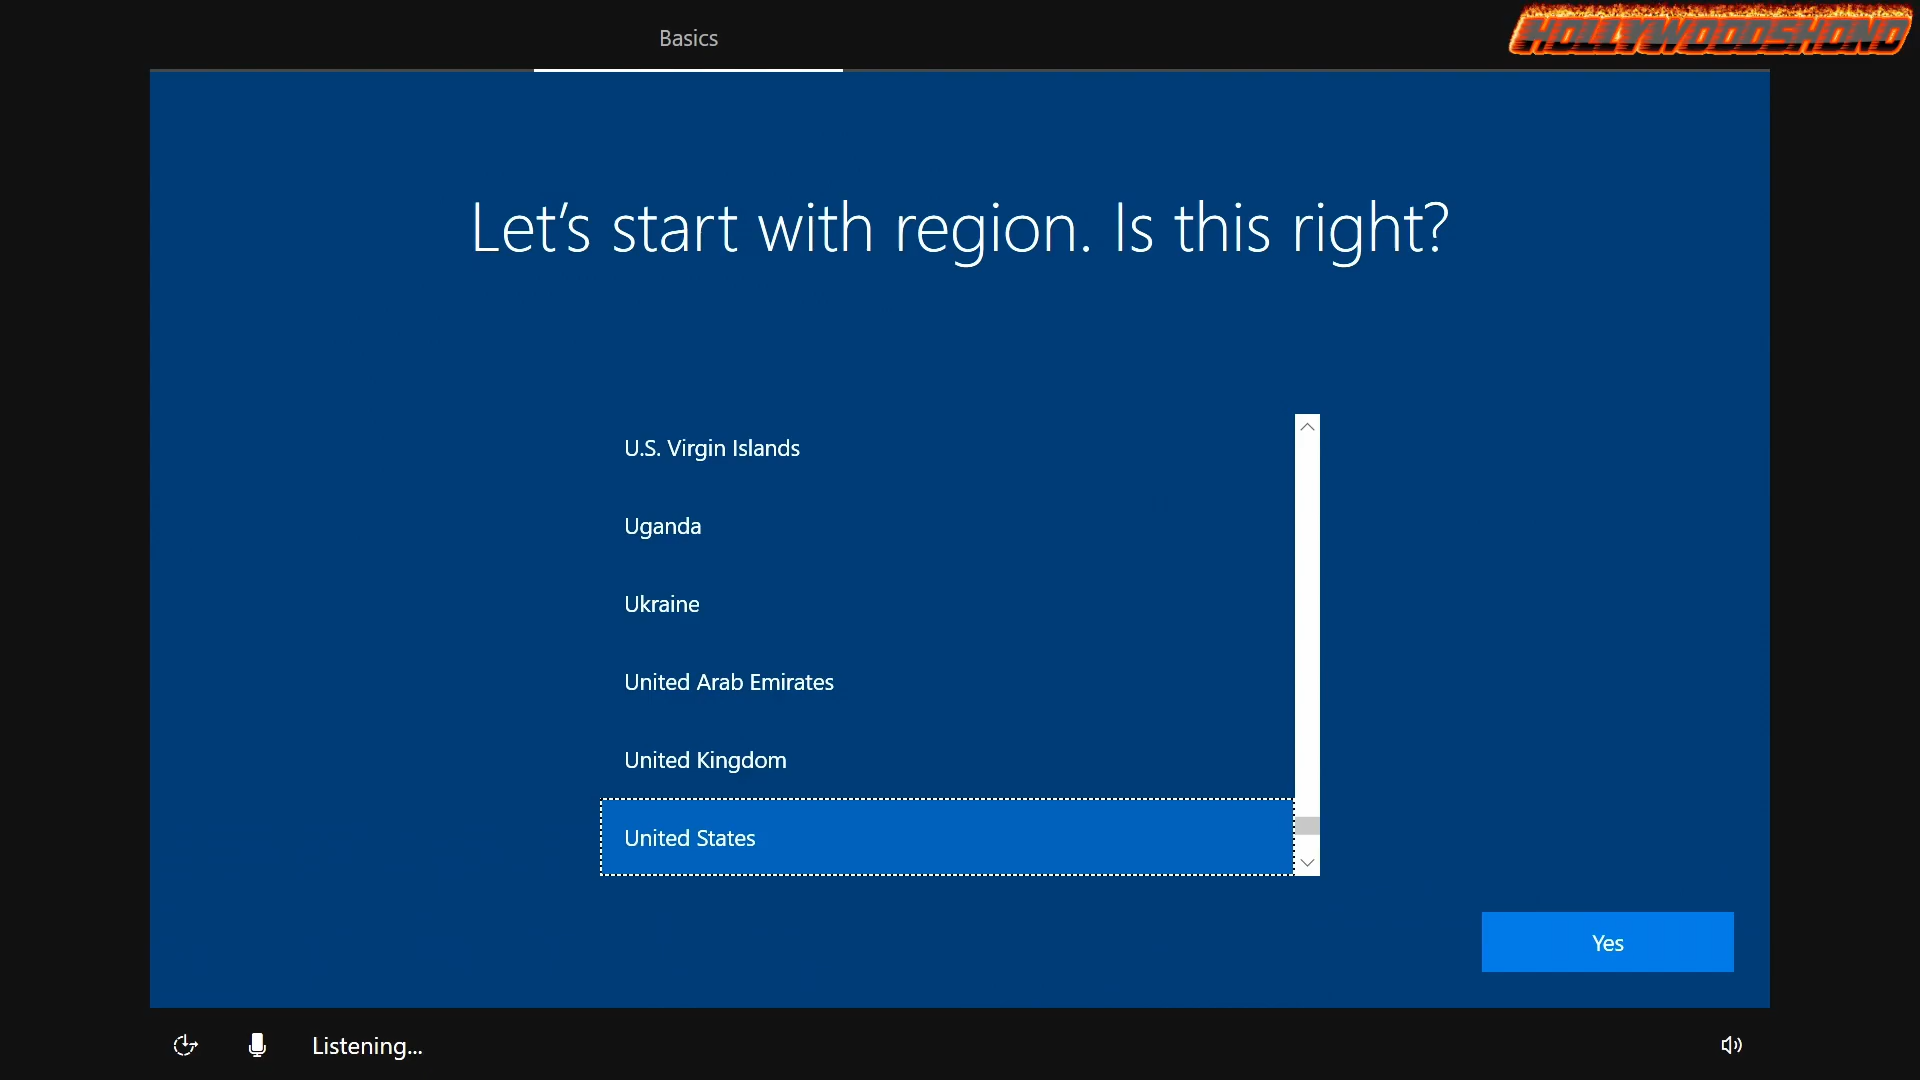 Basics
HOLLYWOODSHONO
Let's start with region. Is this right?
U.S. Virgin Islands
Uganda
Ukraine
United Arab Emirates
United Kingdom
United States
Yes
Listening...